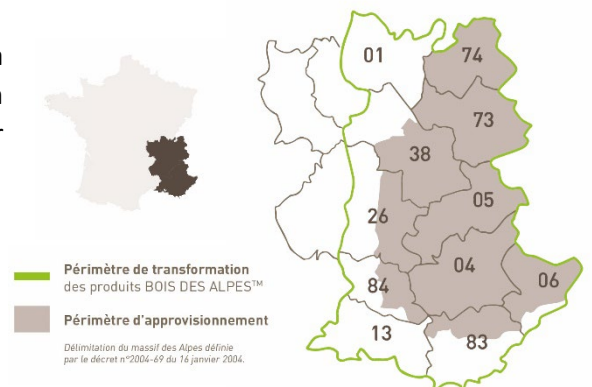 01
74
73
38
26
05
04
06
84
13
83
Périmètre de transformation
des produits BOIS DES ALPES™
Périmètre d'approvisionnement
Délimitation du massif des Alpes définie
par le décret n°2004-69 du 16 janvier 2004.